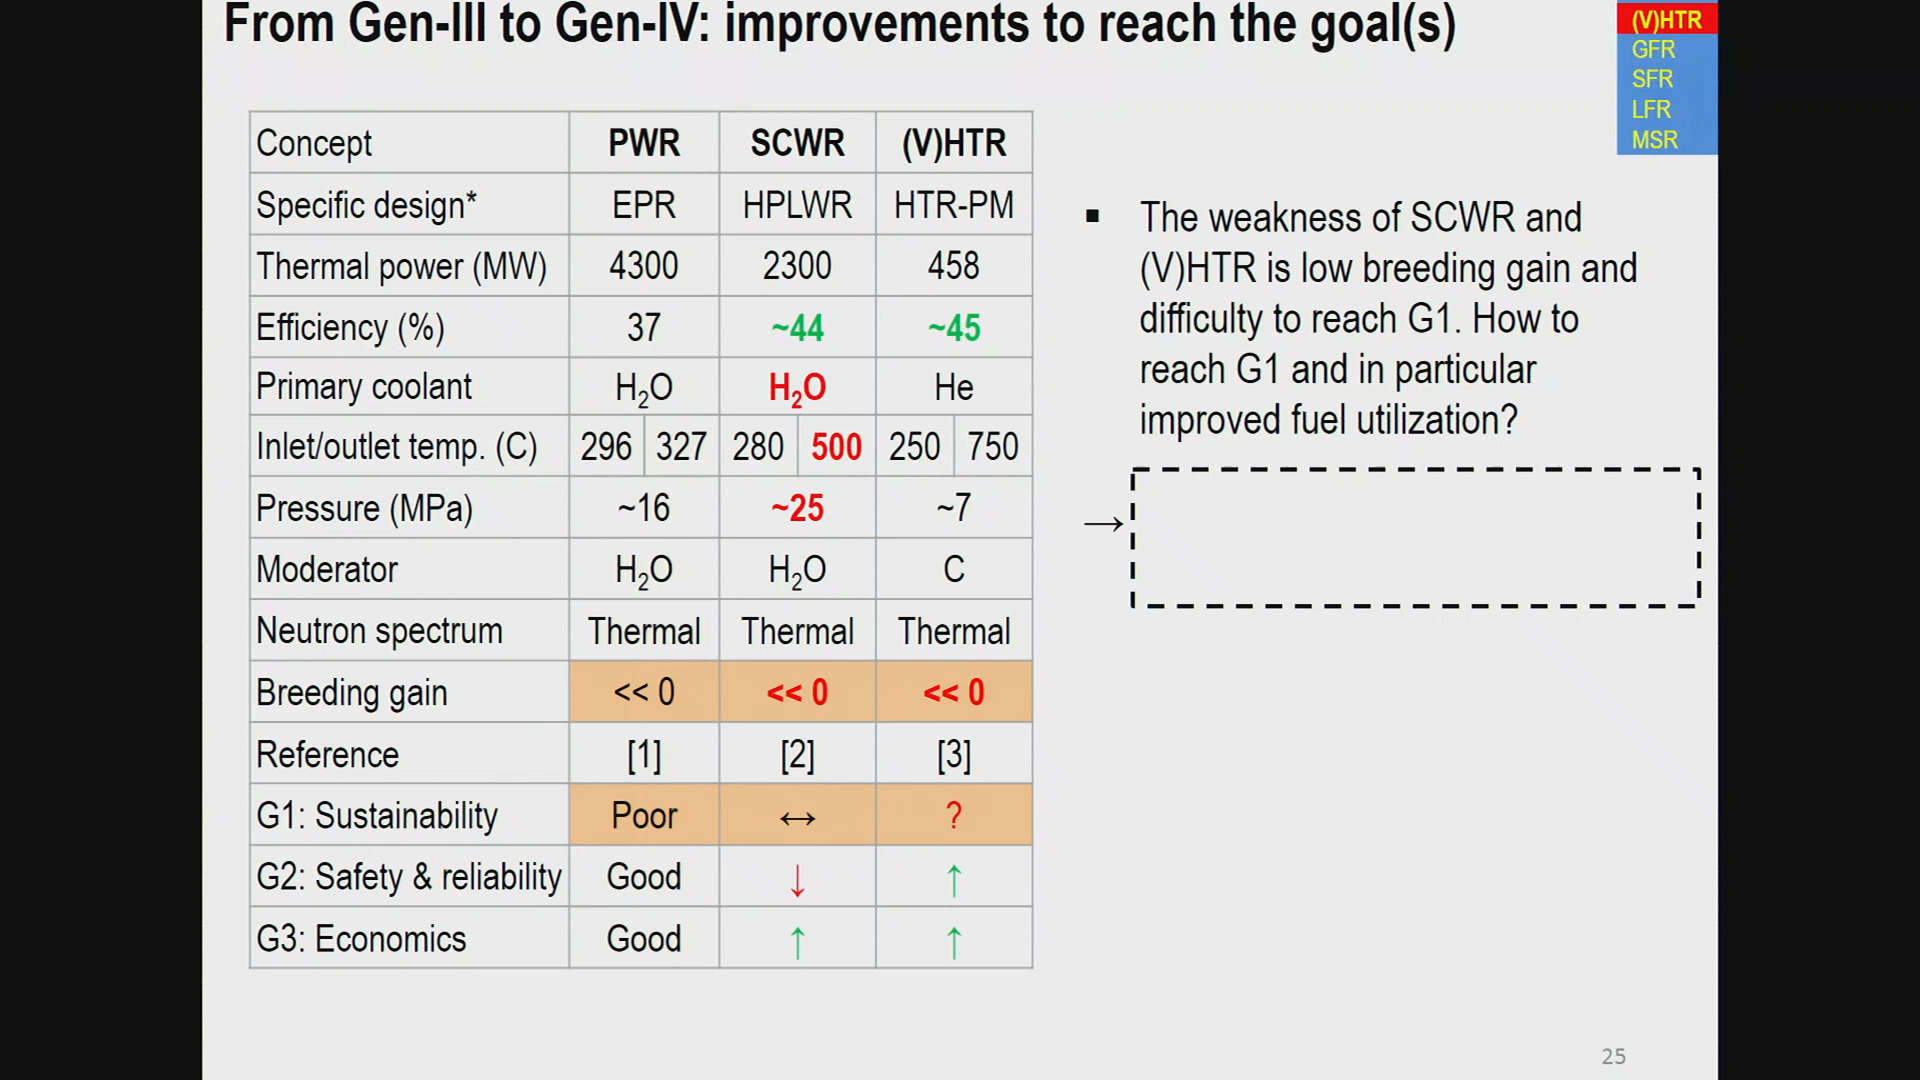 From Gen-III to Gen-IV: improvements to reach the goal(s)
(V)HTR
GFR
SFR
LFR
MSR
Concept PWR SCWR (V)HTR
Specific design* EPR HPLWR HTR-PM
Thermal power (MW) 4300 2300 458
Efficiency (%) 37 ~44 ~45
Primary coolant H₂O H₂O He
Inlet/outlet temp. (C) 296 327 280 500 250 750
Pressure (MPa) ~16 ~25 ~7
Moderator H₂O H₂O C
Neutron spectrum Thermal Thermal Thermal
Breeding gain << 0 << 0 << 0
Reference [1] [2] [3]
G1: Sustainability Poor ↔ ?
G2: Safety & reliability Good ↓ ↑
G3: Economics Good ↑ ↑
▪ The weakness of SCWR and
(V)HTR is low breeding gain and
difficulty to reach G1. How to
reach G1 and in particular
improved fuel utilization?
→
25